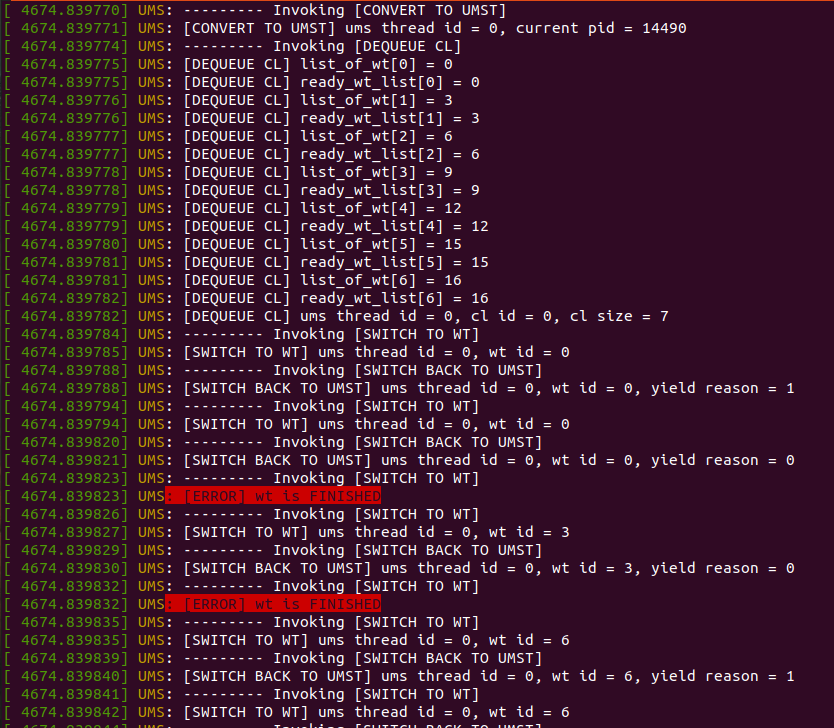 [ 4674.839770] UMS: --------- Invoking [CONVERT TO UMST]
[ 4674.839771] UMS: [CONVERT TO UMST] ums thread id = 0, current pid = 14490
[ 4674.839774] UMS: --------- Invoking [DEQUEUE CL]
[ 4674.839775] UMS: [DEQUEUE CL] list_of_wt[0] = 0
[ 4674.839775] UMS: [DEQUEUE CL] ready_wt_list[0] = 0
[ 4674.839776] UMS: [DEQUEUE CL] list_of_wt[1] = 3
[ 4674.839776] UMS: [DEQUEUE CL] ready_wt_list[1] = 3
[ 4674.839777] UMS: [DEQUEUE CL] list_of_wt[2] = 6
[ 4674.839777] UMS: [DEQUEUE CL] ready_wt_list[2] = 6
[ 4674.839778] UMS: [DEQUEUE CL] list_of_wt[3] = 9
[ 4674.839778] UMS: [DEQUEUE CL] ready_wt_list[3] = 9
[ 4674.839779] UMS: [DEQUEUE CL] list_of_wt[4] = 12
[ 4674.839779] UMS: [DEQUEUE CL] ready_wt_list[4] = 12
[ 4674.839780] UMS: [DEQUEUE CL] list_of_wt[5] = 15
[ 4674.839781] UMS: [DEQUEUE CL] ready_wt_list[5] = 15
[ 4674.839781] UMS: [DEQUEUE CL] list_of_wt[6] = 16
[ 4674.839782] UMS: [DEQUEUE CL] ready_wt_list[6] = 16
[ 4674.839782] UMS: [DEQUEUE CL] ums thread id = 0, cl id = 0, cl size = 7
[ 4674.839784] UMS: --------- Invoking [SWITCH TO WT]
[ 4674.839785] UMS: [SWITCH TO WT] ums thread id = 0, wt id = 0
[ 4674.839788] UMS: --------- Invoking [SWITCH BACK TO UMST]
[ 4674.839788] UMS: [SWITCH BACK TO UMST] ums thread id = 0, wt id = 0, yield reason = 1
[ 4674.839794] UMS: --------- Invoking [SWITCH TO WT]
[ 4674.839794] UMS: [SWITCH TO WT] ums thread id = 0, wt id = 0
[ 4674.839820] UMS: --------- Invoking [SWITCH BACK TO UMST]
[ 4674.839821] UMS: [SWITCH BACK TO UMST] ums thread id = 0, wt id = 0, yield reason = 0
[ 4674.839823] UMS: --------- Invoking [SWITCH TO WT]
[ 4674.839823] UMS: [ERROR] wt is FINISHED
[ 4674.839826] UMS: --------- Invoking [SWITCH TO WT]
[ 4674.839827] UMS: [SWITCH TO WT] ums thread id = 0, wt id = 3
[ 4674.839829] UMS: --------- Invoking [SWITCH BACK TO UMST]
[ 4674.839830] UMS: [SWITCH BACK TO UMST] ums thread id = 0, wt id = 3, yield reason = 0
[ 4674.839832] UMS: --------- Invoking [SWITCH TO WT]
[ 4674.839832] UMS: [ERROR] wt is FINISHED
[ 4674.839835] UMS: --------- Invoking [SWITCH TO WT]
[ 4674.839835] UMS: [SWITCH TO WT] ums thread id = 0, wt id = 6
[ 4674.839839] UMS: --------- Invoking [SWITCH BACK TO UMST]
[ 4674.839840] UMS: [SWITCH BACK TO UMST] ums thread id = 0, wt id = 6, yield reason = 1
[ 4674.839841] UMS: --------- Invoking [SWITCH TO WT]
[ 4674.839842] UMS: [SWITCH TO WT] ums thread id = 0, wt id = 6
UMS: --------- Invoking [SWITCH BACK TO UMST]